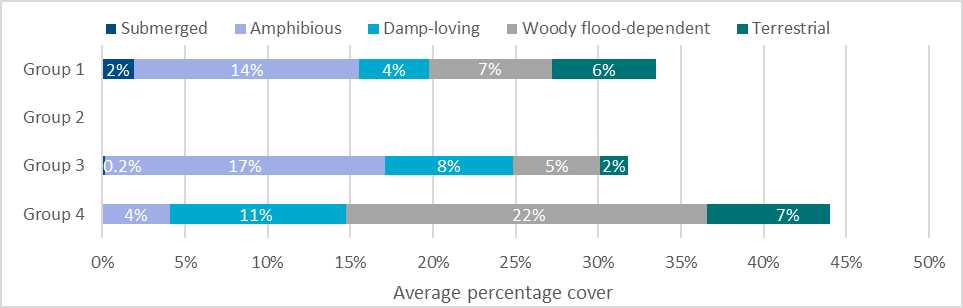 Submerged Amphibious Damp-loving Woody flood-dependent Terrestrial
Group 1 2% 14% 4% 7% 6%
Group 2
Group 3 0.2% 17% 8% 5% 2%
Group 4 4% 11% 22% 7%
0% 5% 10% 15% 20% 25% 30% 35% 40% 45% 50%
Average percentage cover